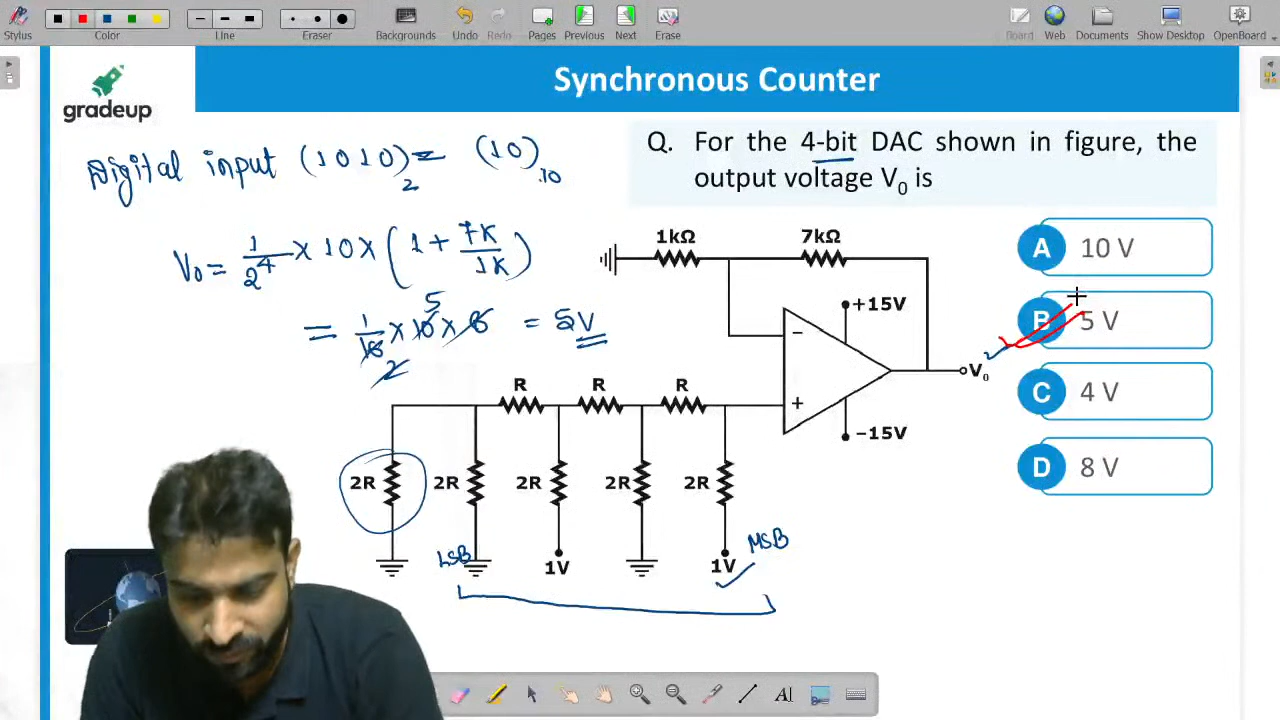 Stylus
Color
Line
Eraser
Backgrounds
Undo
Redo
Pages
Previous
Next
Erase
Board
Web
Documents
Show Desktop
OpenBoard
gradeup
Synchronous Counter
Digital input (1010)2 = (10)10
Q. For the 4-bit DAC shown in figure, the
output voltage V0 is
V0 = 1/2^4 × 10 × (1 + 7K/1K)
= 1/16 × 10 × 8 = 5V
5
2
1kΩ
7kΩ
+15V
−
+
V0
−15V
R
R
R
2R
2R
2R
2R
2R
LSB
1V
1V
MSB
A 10 V
B 5 V
C 4 V
D 8 V